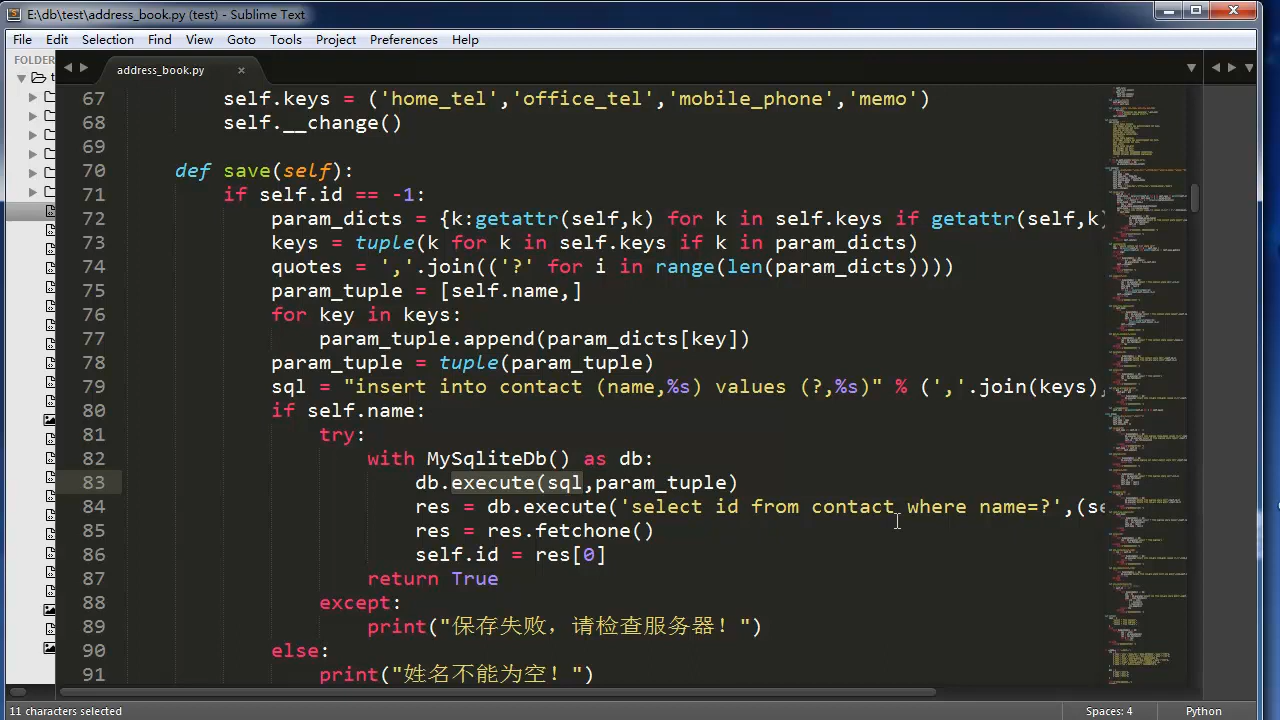 E:\db\test\address_book.py (test) - Sublime Text
File Edit Selection Find View Goto Tools Project Preferences Help
FOLDER
address_book.py ×
67 self.keys = ('home_tel','office_tel','mobile_phone','memo')
68 self.__change()
69
70 def save(self):
71 if self.id == -1:
72 param_dicts = {k:getattr(self,k) for k in self.keys if getattr(self,k)
73 keys = tuple(k for k in self.keys if k in param_dicts)
74 quotes = ','.join(('?' for i in range(len(param_dicts))))
75 param_tuple = [self.name,]
76 for key in keys:
77 param_tuple.append(param_dicts[key])
78 param_tuple = tuple(param_tuple)
79 sql = "insert into contact (name,%s) values (?,%s)" % (','.join(keys),
80 if self.name:
81 try:
82 with MySqliteDb() as db:
83 db.execute(sql,param_tuple)
84 res = db.execute('select id from contact where name=?',(se
85 res = res.fetchone()
86 self.id = res[0]
87 return True
88 except:
89 print("保存失败，请检查服务器！")
90 else:
91 print("姓名不能为空！")
11 characters selected
Spaces: 4
Python